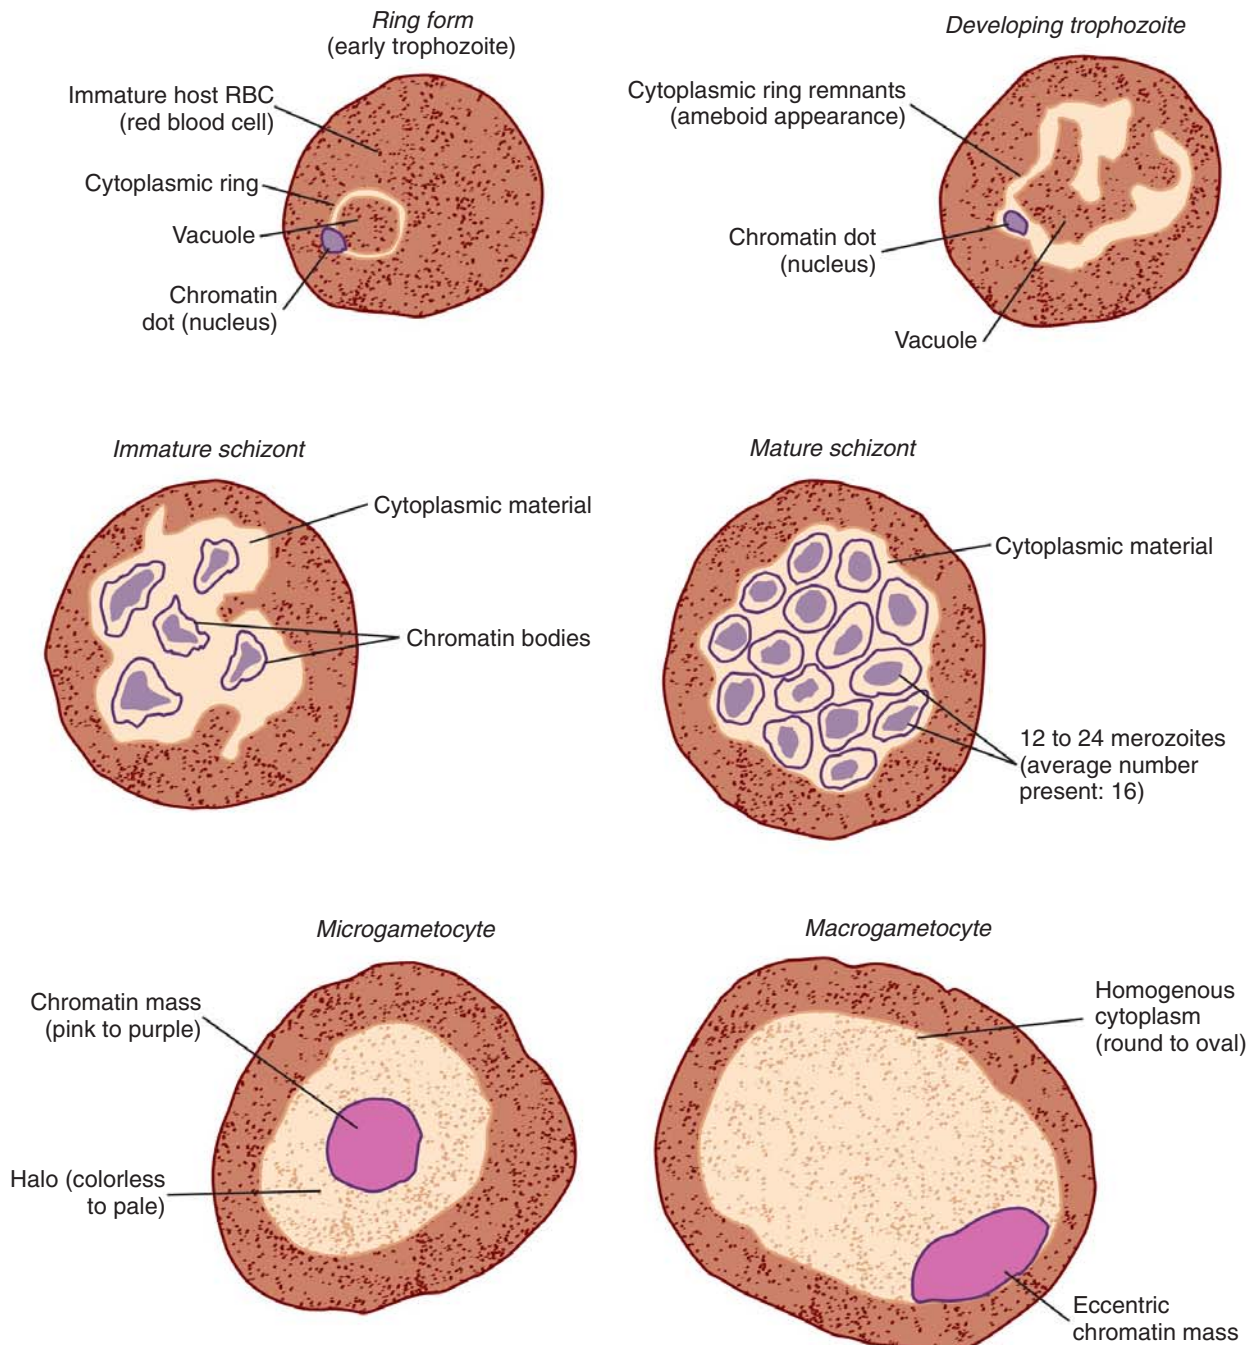 Ring form
(early trophozoite)
Immature host RBC
(red blood cell)
Cytoplasmic ring
Vacuole
Chromatin
dot (nucleus)
Developing trophozoite
Cytoplasmic ring remnants
(ameboid appearance)
Chromatin dot
(nucleus)
Vacuole
Immature schizont
Cytoplasmic material
Chromatin bodies
Mature schizont
Cytoplasmic material
12 to 24 merozoites
(average number
present: 16)
Microgametocyte
Chromatin mass
(pink to purple)
Halo (colorless
to pale)
Macrogametocyte
Homogenous
cytoplasm
(round to oval)
Eccentric
chromatin mass